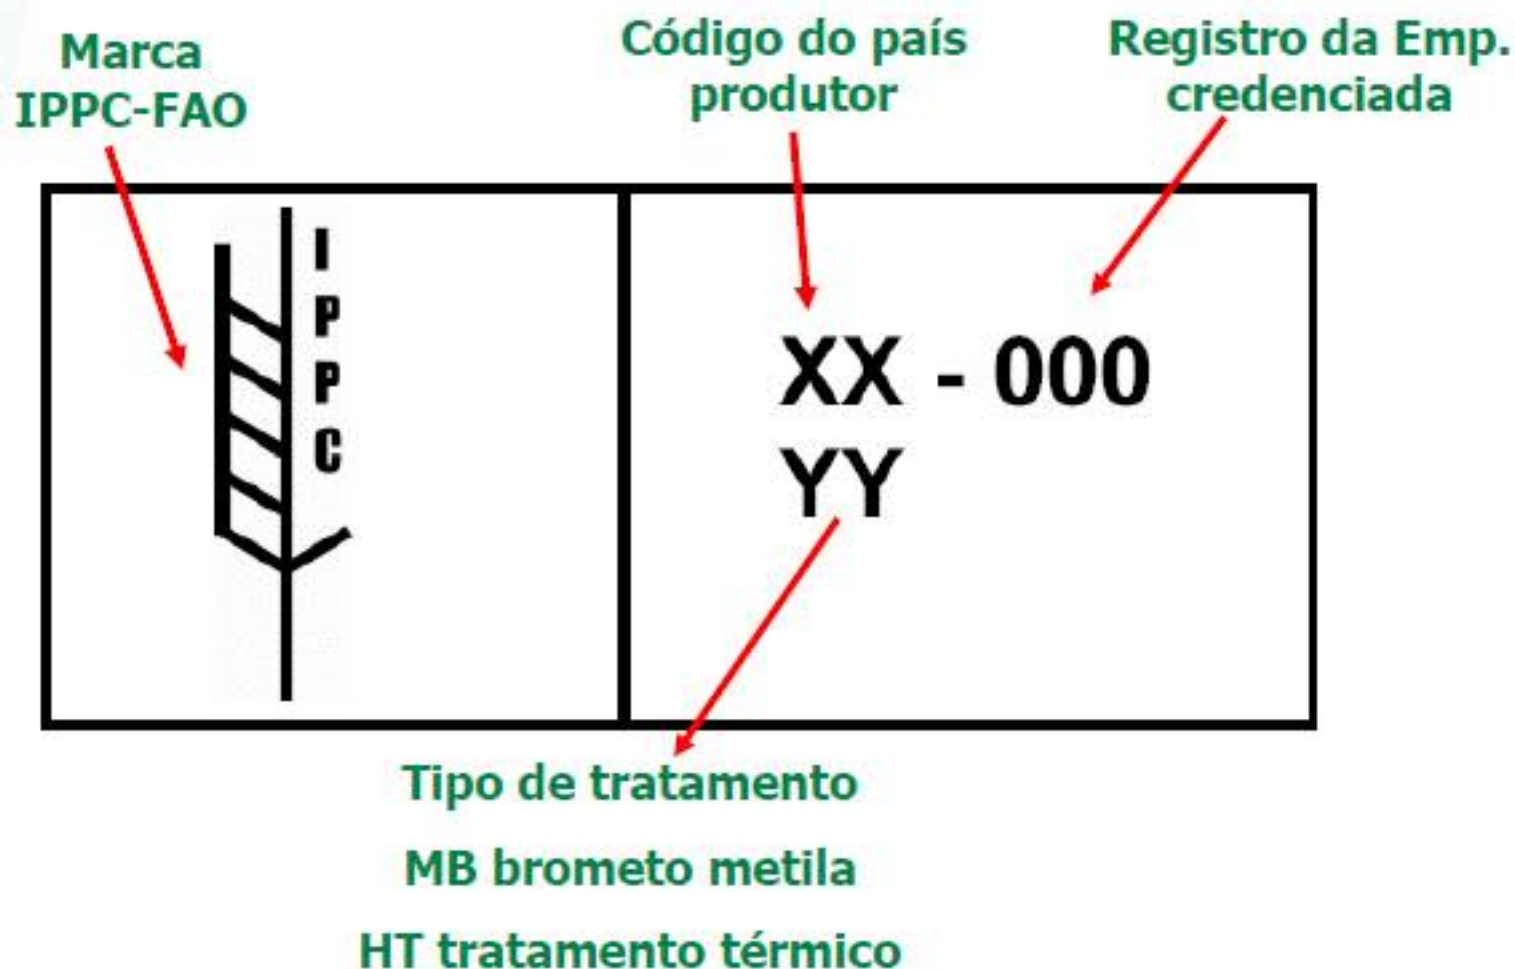 Marca
IPPC-FAO
Código do país
produtor
Registro da Emp.
credenciada
I
P
P
C
XX - 000
YY
Tipo de tratamento
MB brometo metila
HT tratamento térmico